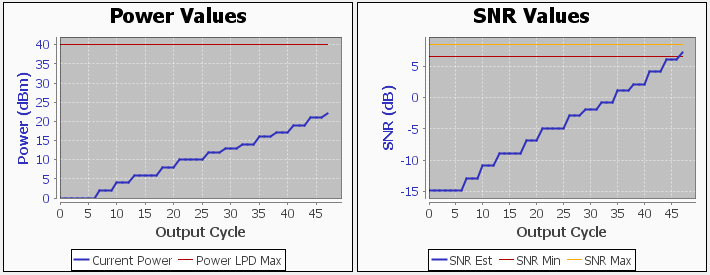 Power Values
Power (dBm)
40
35
30
25
20
15
10
5
0
0 5 10 15 20 25 30 35 40 45
Output Cycle
Current Power Power LPD Max
SNR Values
SNR (dB)
5
0
-5
-10
-15
0 5 10 15 20 25 30 35 40 45
Output Cycle
SNR Est SNR Min SNR Max